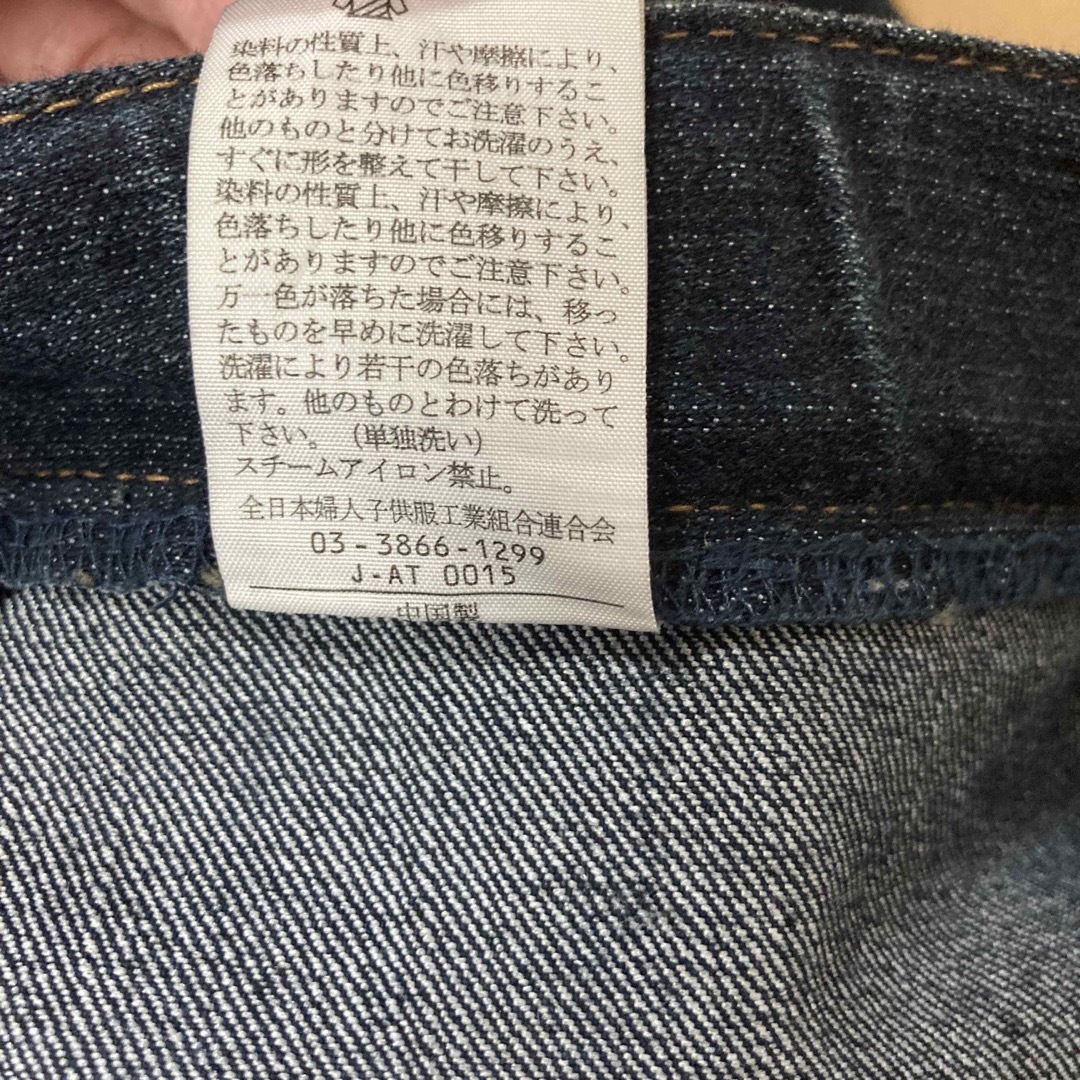 染料の性質上、汗や摩擦により、
色落ちしたり他に色移りするこ
とがありますのでご注意下さい。
他のものと分けてお洗濯のうえ、
すぐに形を整えて干して下さい。
染料の性質上、汗や摩擦により、
色落ちしたり他に色移りするこ
とがありますのでご注意下さい。
万一色が落ちた場合には、移っ
たものを早めに洗濯して下さい。
洗濯により若干の色落ちがあり
ます。他のものとわけて洗って
下さい。（単独洗い）
スチームアイロン禁止。
全日本婦人子供服工業組合連合会
03-3866-1299
J-AT 0015
中国製